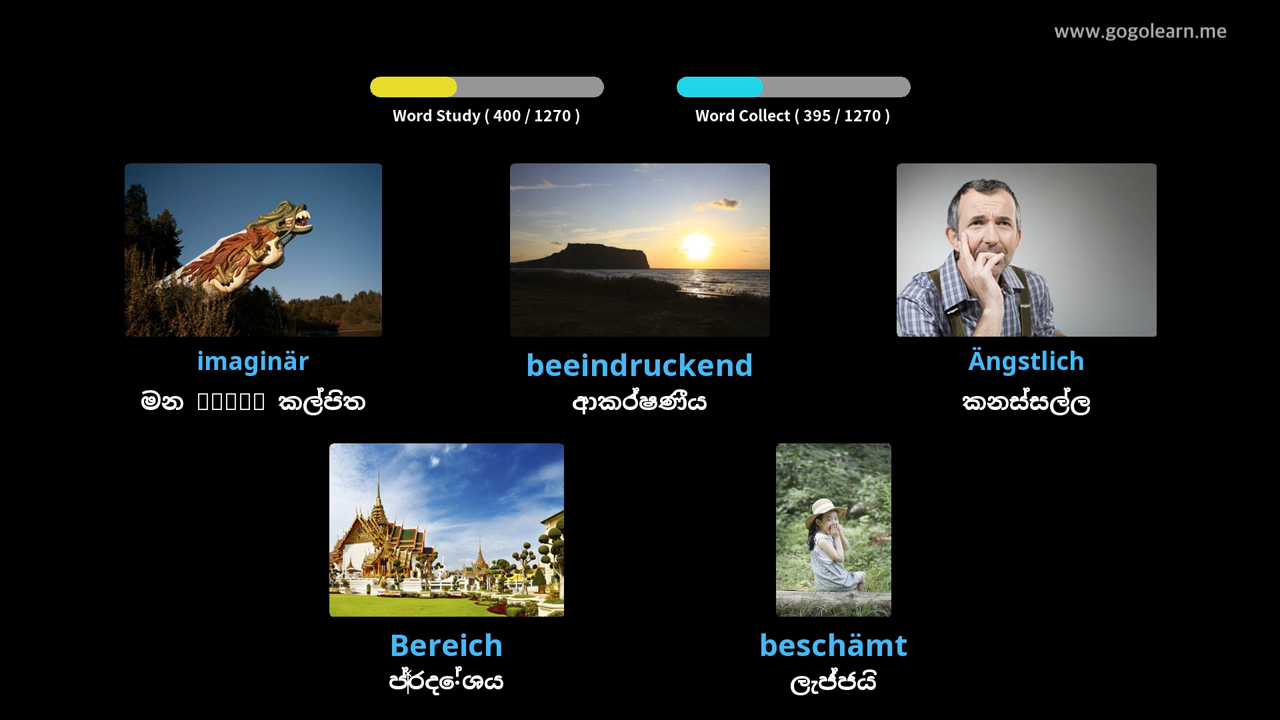 www.gogolearn.me
Word Study ( 400 / 1270 )
Word Collect ( 395 / 1270 )
imaginär
beeindruckend
Ängstlich
මන කල්පිත
ආකර්ෂණීය
කනස්සල්ල
Bereich
beschämt
ප්‍රදේශය
ලැප්ජයි